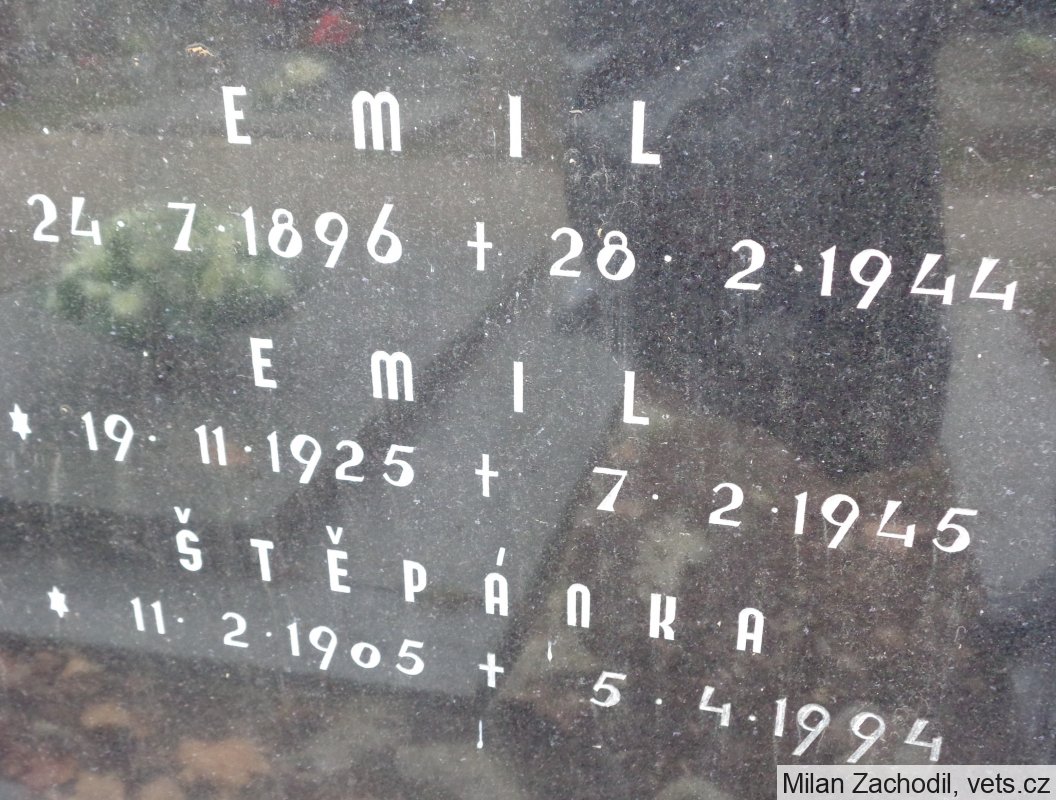 EMIL
24.7.1896 † 28.2.1944
EMIL
* 19.11.1925 † 7.2.1945
ŠTĚPÁNKA
* 11.2.1905 † 5.4.1994
Milan Zachodil, vets.cz